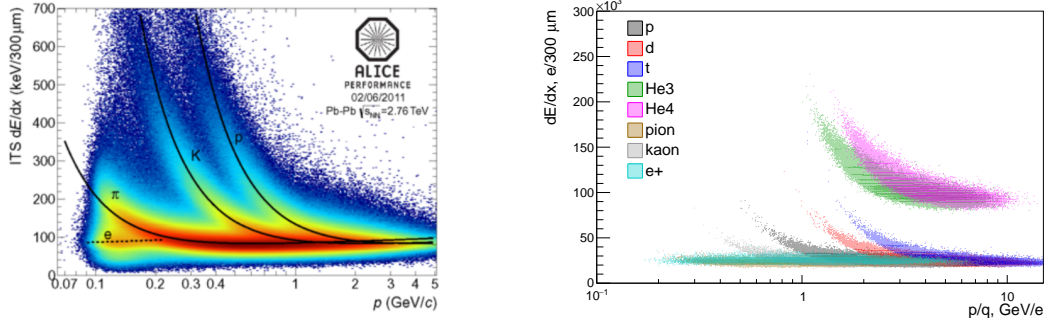 ITS dE/dx (keV/300μm)
700
600
500
400
300
200
100
0
ALICE
PERFORMANCE
02/06/2011
Pb-Pb √sNN=2.76 TeV
π
e
K
p
0.07
0.1
0.2
0.3
0.4
1
2
3
4
5
p (GeV/c)
dE/dx, e/300 μm
×10³
300
250
200
150
100
50
0
p
d
t
He3
He4
pion
kaon
e+
10⁻¹
1
10
p/q, GeV/e